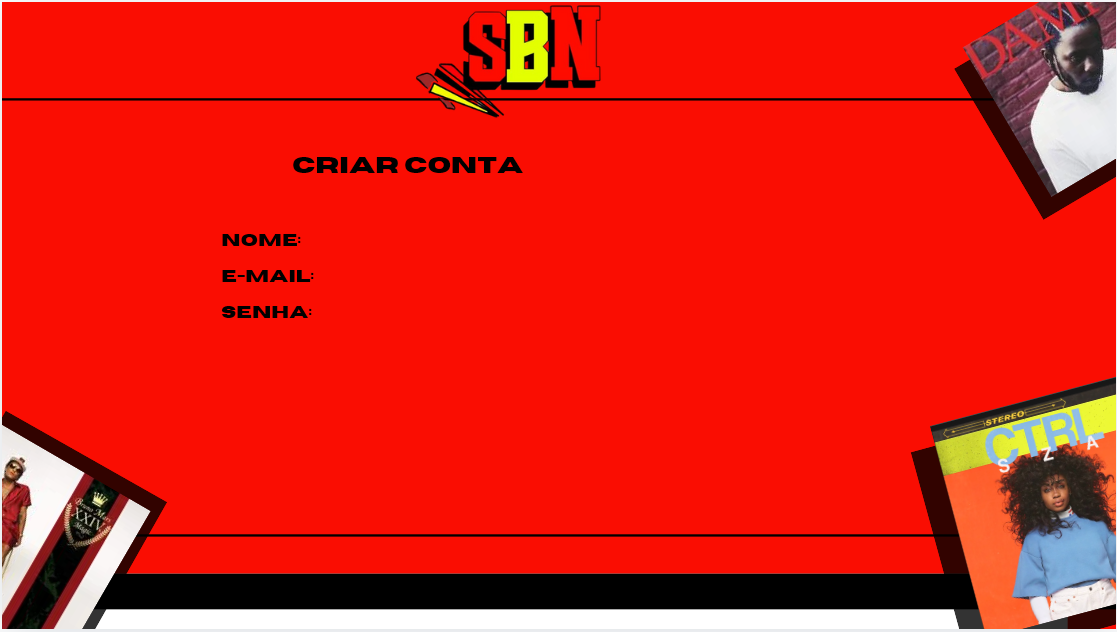 SBN
DAMN
CRIAR CONTA
NOME:
E-MAIL:
SENHA:
STEREO
CTRL
S Z A
Bruno Mars
XXIV
Magic